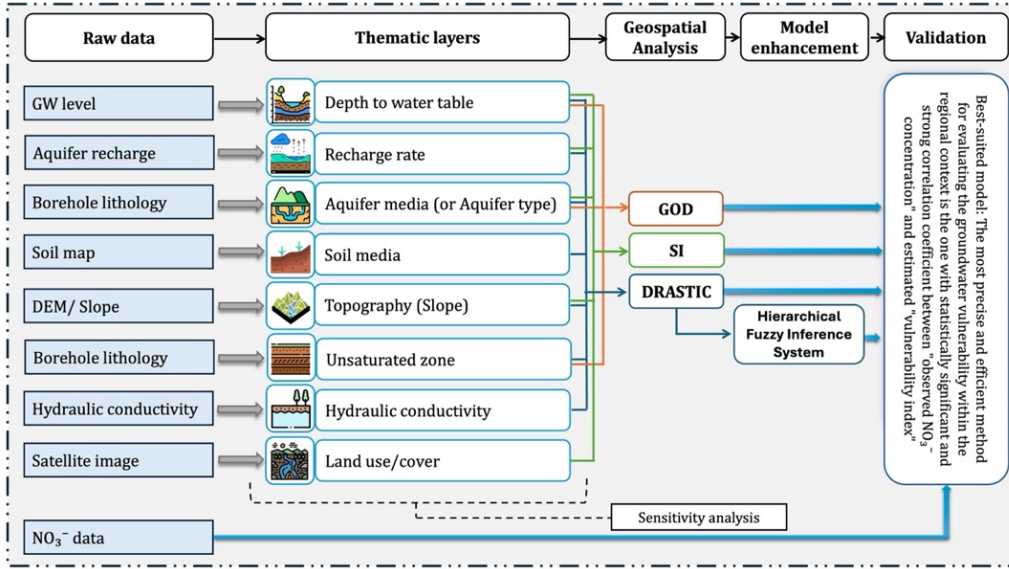 Raw data
Thematic layers
Geospatial
Analysis
Model
enhancement
Validation
GW level
Depth to water table
Aquifer recharge
Recharge rate
Borehole lithology
Aquifer media (or Aquifer type)
Soil map
Soil media
DEM/ Slope
Topography (Slope)
Borehole lithology
Unsaturated zone
Hydraulic conductivity
Hydraulic conductivity
Satellite image
Land use/cover
NO₃⁻ data
Sensitivity analysis
GOD
SI
DRASTIC
Hierarchical
Fuzzy Inference
System
Best-suited model: The most precise and efficient method
for evaluating the groundwater vulnerability within the
regional context is the one with statistically significant and
strong correlation coefficient between "observed NO₃⁻
concentration" and estimated "vulnerability index"